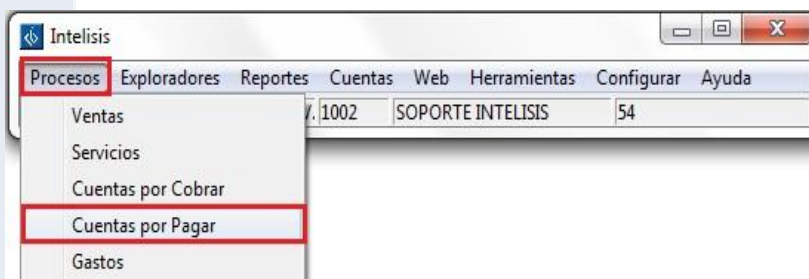 Intelisis
Procesos Exploradores Reportes Cuentas Web Herramientas Configurar Ayuda
/. 1002 SOPORTE INTELISIS 54
Ventas
Servicios
Cuentas por Cobrar
Cuentas por Pagar
Gastos